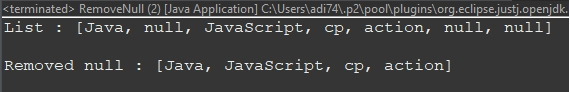 <terminated> RemoveNull (2) [Java Application] C:\Users\adi74\.p2\pool\plugins\org.eclipse.justj.openjdk.
List : [Java, null, JavaScript, cp, action, null, null]
Removed null : [Java, JavaScript, cp, action]